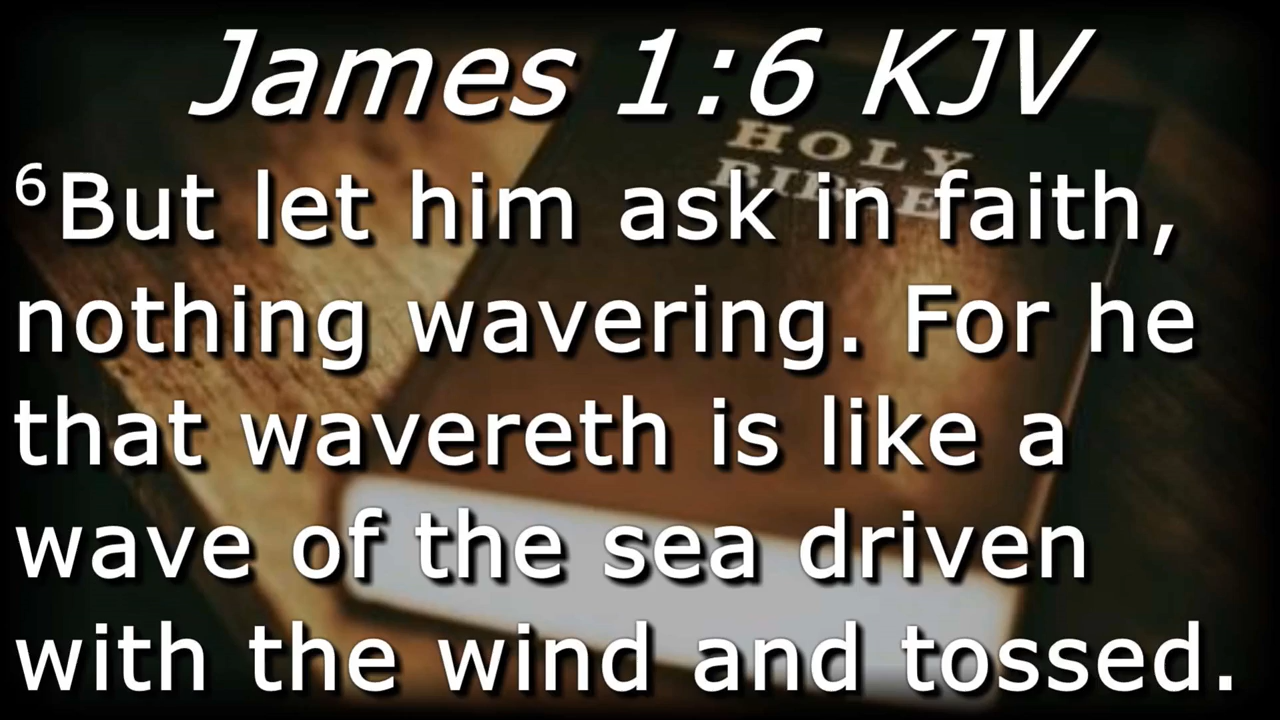 James 1:6 KJV
HOLY
BIBLE
6But let him ask in faith,
nothing wavering. For he
that wavereth is like a
wave of the sea driven
with the wind and tossed.